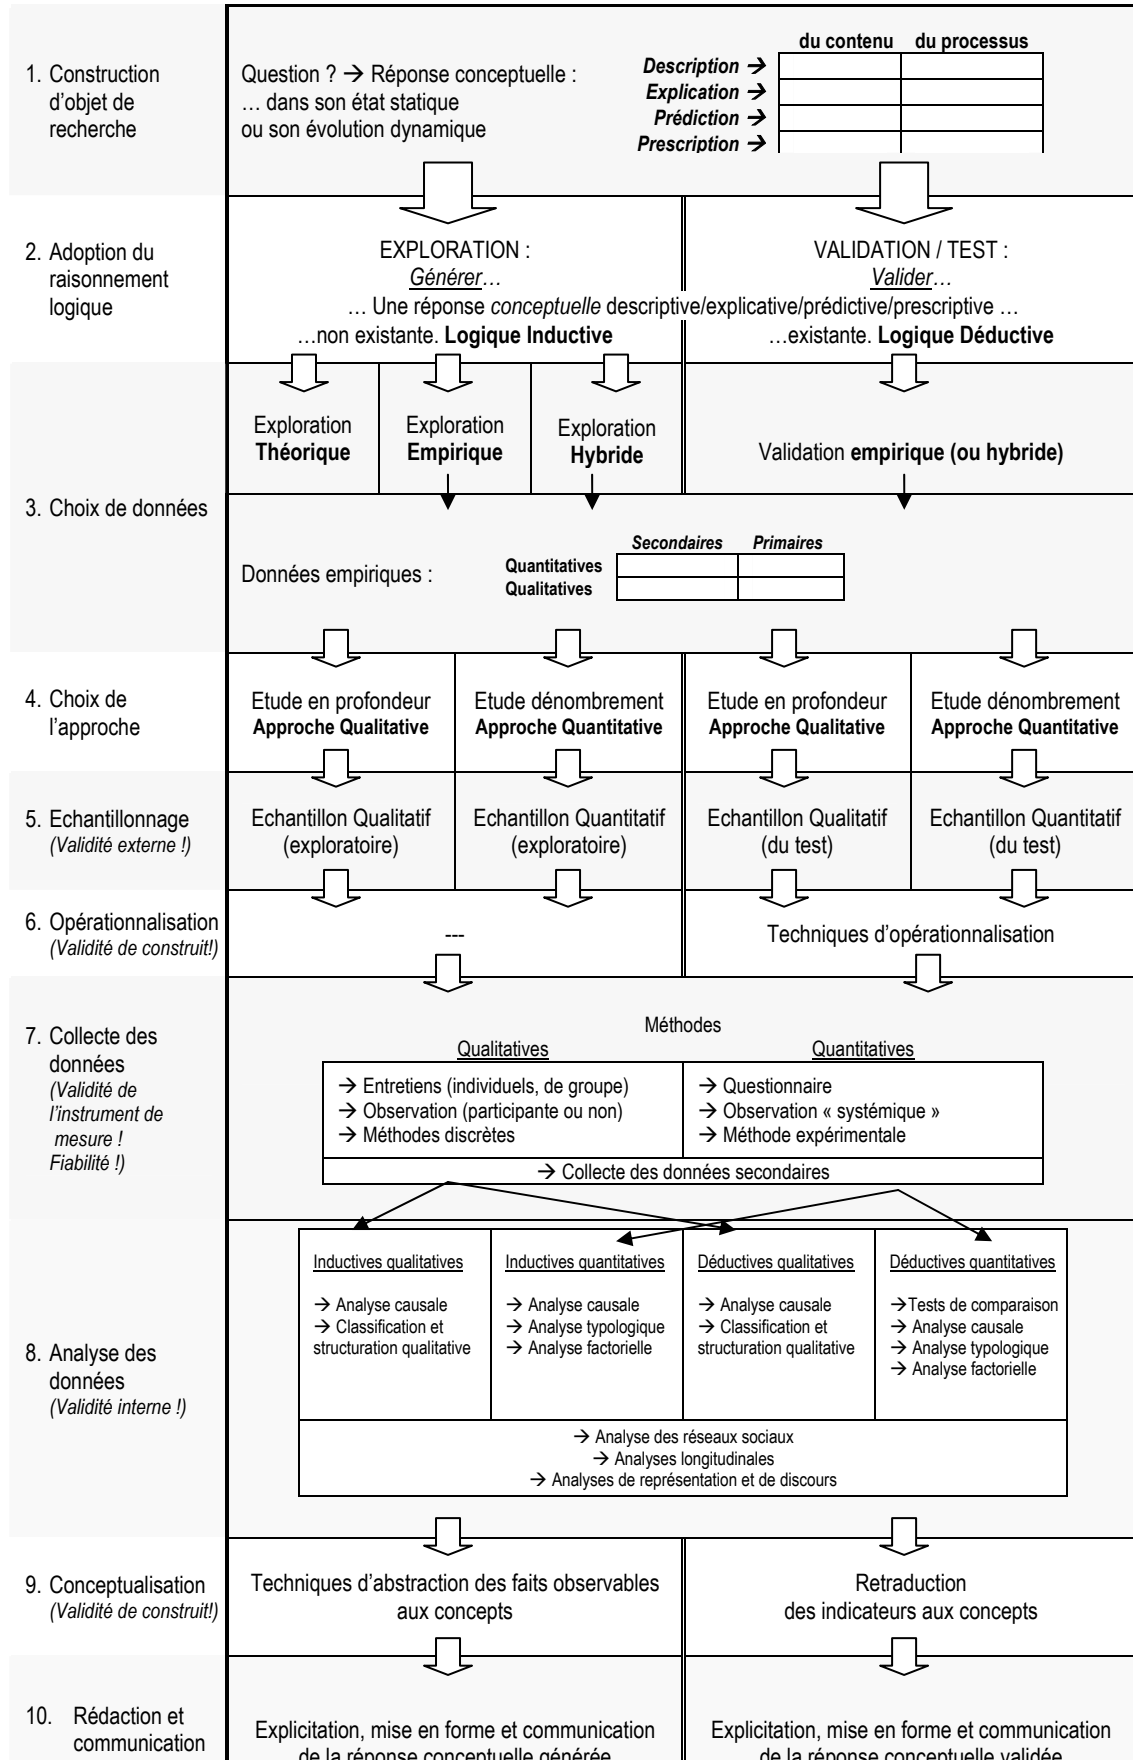 du contenu du processus
1. Construction
d'objet de
recherche
Question ? → Réponse conceptuelle :
… dans son état statique
ou son évolution dynamique
Description →
Explication →
Prédiction →
Prescription →
2. Adoption du
raisonnement
logique
EXPLORATION :
Générer…
VALIDATION / TEST :
Valider…
… Une réponse conceptuelle descriptive/explicative/prédictive/prescriptive …
…non existante. Logique Inductive
…existante. Logique Déductive
3. Choix de données
Exploration
Théorique
Exploration
Empirique
Exploration
Hybride
Validation empirique (ou hybride)
Données empiriques :
Secondaires Primaires
Quantitatives
Qualitatives
4. Choix de
l'approche
Etude en profondeur
Approche Qualitative
Etude dénombrement
Approche Quantitative
Etude en profondeur
Approche Qualitative
Etude dénombrement
Approche Quantitative
5. Echantillonnage
(Validité externe !)
Echantillon Qualitatif
(exploratoire)
Echantillon Quantitatif
(exploratoire)
Echantillon Qualitatif
(du test)
Echantillon Quantitatif
(du test)
6. Opérationnalisation
(Validité de construit!)
---
Techniques d'opérationnalisation
7. Collecte des
données
(Validité de
l'instrument de
mesure !
Fiabilité !)
Méthodes
Qualitatives
Quantitatives
→ Entretiens (individuels, de groupe)
→ Observation (participante ou non)
→ Méthodes discrètes
→ Questionnaire
→ Observation « systémique »
→ Méthode expérimentale
→ Collecte des données secondaires
8. Analyse des
données
(Validité interne !)
Inductives qualitatives
→ Analyse causale
→ Classification et
structuration qualitative
Inductives quantitatives
→ Analyse causale
→ Analyse typologique
→ Analyse factorielle
Déductives qualitatives
→ Analyse causale
→ Classification et
structuration qualitative
Déductives quantitatives
→Tests de comparaison
→ Analyse causale
→ Analyse typologique
→ Analyse factorielle
→ Analyse des réseaux sociaux
→ Analyses longitudinales
→ Analyses de représentation et de discours
9. Conceptualisation
(Validité de construit!)
Techniques d'abstraction des faits observables
aux concepts
Retraduction
des indicateurs aux concepts
10. Rédaction et
communication
Explicitation, mise en forme et communication
de la réponse conceptuelle générée
Explicitation, mise en forme et communication
de la réponse conceptuelle validée